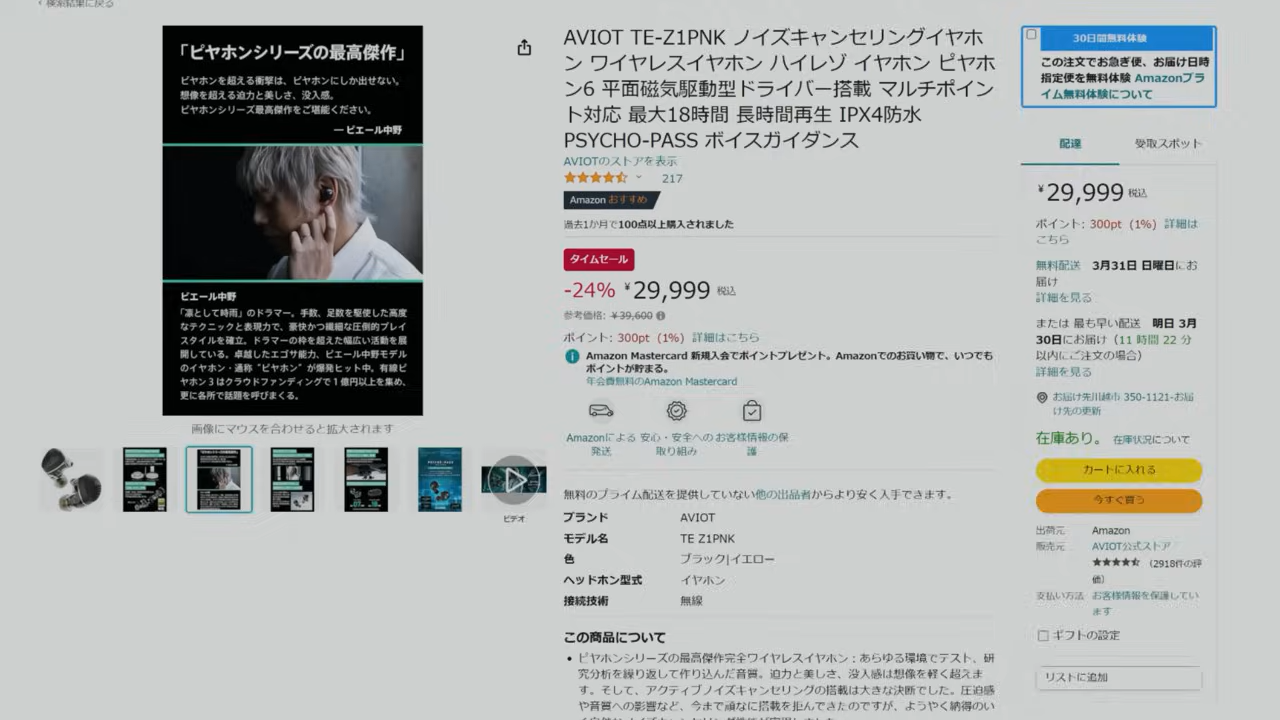 ‹ 検索結果に戻る
「ピヤホンシリーズの最高傑作」
ピヤホンを超える衝撃は、ピヤホンにしか出せない。
想像を超える迫力と美しさ、没入感。
ピヤホンシリーズ最高傑作をご堪能ください。
― ピエール中野
ピエール中野
「凛として時雨」のドラマー。手数、足数を駆使した高度
なテクニックと表現力で、豪快かつ繊細な圧倒的プレイ
スタイルを確立。ドラマーの枠を超えた幅広い活動を展
開している。卓越したエゴサ能力、ピエール中野モデル
のイヤホン・通称“ピヤホン”が爆発ヒット中。有線ピ
ヤホン3はクラウドファンディングで1億円以上を集め、
更に各所で話題を呼びまくる。
画像にマウスを合わせると拡大されます
ビデオ
AVIOT TE-Z1PNK ノイズキャンセリングイヤホ
ン ワイヤレスイヤホン ハイレゾ イヤホン ピヤホ
ン6 平面磁気駆動型ドライバー搭載 マルチポイン
ト対応 最大18時間 長時間再生 IPX4防水
PSYCHO-PASS ボイスガイダンス
AVIOTのストアを表示
217
Amazon おすすめ
過去1か月で100点以上購入されました
タイムセール
-24% ¥29,999 税込
参考価格: ¥39,600
ポイント: 300pt (1%) 詳細はこちら
Amazon Mastercard 新規入会でポイントプレゼント。Amazonでのお買い物で、いつでも
ポイントが貯まる。
年会費無料のAmazon Mastercard
Amazonによる 安心・安全への お客様情報の保
発送 取り組み 護
無料のプライム配送を提供していない他の出品者からより安く入手できます。
ブランド AVIOT
モデル名 TE Z1PNK
色 ブラック|イエロー
ヘッドホン型式 イヤホン
接続技術 無線
この商品について
• ピヤホンシリーズの最高傑作完全ワイヤレスイヤホン：あらゆる環境でテスト、研
究分析を繰り返して作り込んだ音質。迫力と美しさ、没入感は想像を軽く超えま
す。そして、アクティブノイズキャンセリングの搭載は大きな決断でした。圧迫感
や音質への影響など、今まで頑なに搭載を拒んできたのですが、ようやく納得のい
30日間無料体験
この注文でお急ぎ便、お届け日時
指定便を無料体験 Amazonプラ
イム無料体験について
配達 受取スポット
¥29,999 税込
ポイント: 300pt (1%) 詳細は
こちら
無料配送 3月31日 日曜日にお
届け
詳細を見る
または 最も早い配送 明日 3月
30日にお届け（11 時間 22 分
以内にご注文の場合）
詳細を見る
お届け先川越市 350-1121-お届
け先の更新
在庫あり。 在庫状況について
カートに入れる
今すぐ買う
出荷元 Amazon
販売元 AVIOT公式ストア
（2918件の評
価）
支払い方法 お客様情報を保護してい
ます
ギフトの設定
リストに追加